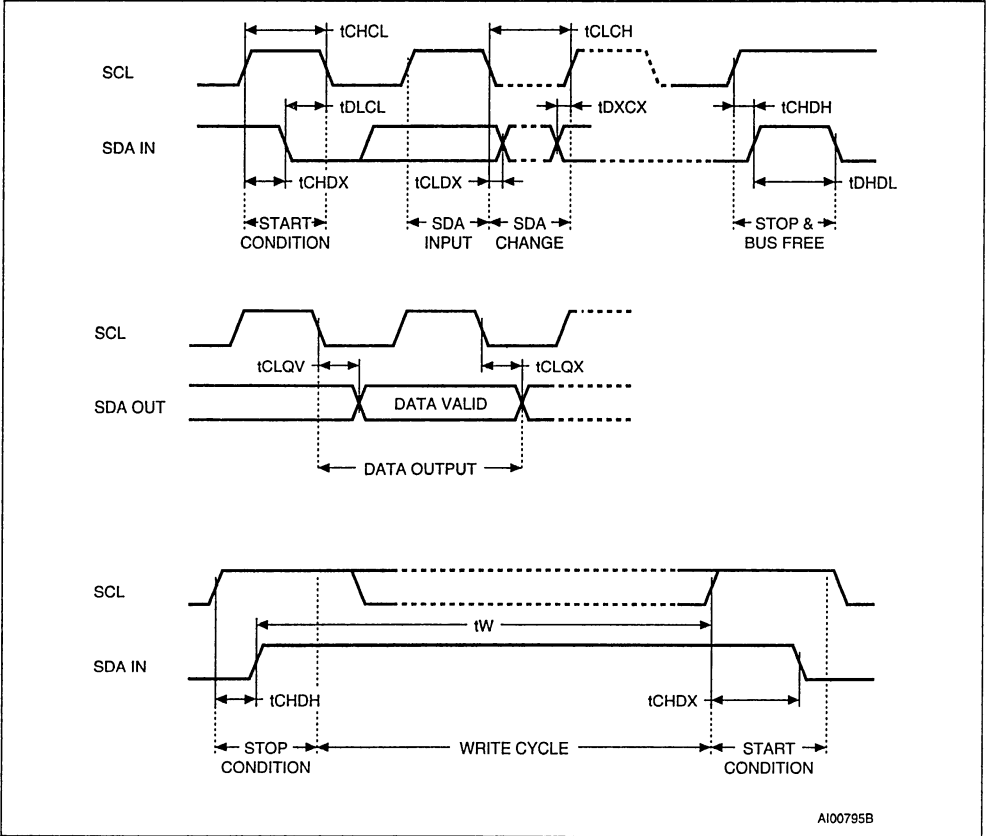 tCHCL tCLCH
SCL
tDLCL tDXCX tCHDH
SDA IN
tCHDX tCLDX tDHDL
START CONDITION
SDA INPUT
SDA CHANGE
STOP & BUS FREE
SCL
tCLQV tCLQX
SDA OUT DATA VALID
DATA OUTPUT
SCL
tW
SDA IN
tCHDH tCHDX
STOP CONDITION
WRITE CYCLE
START CONDITION
AI00795B